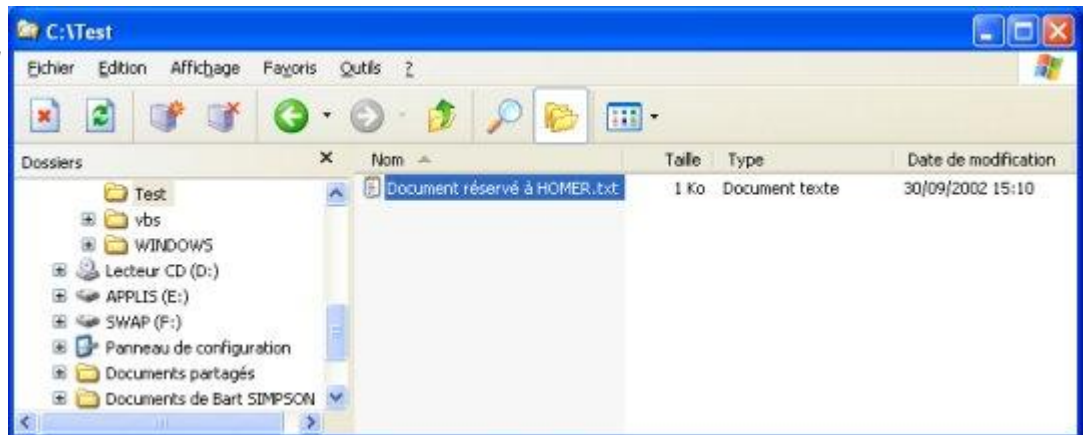 C:\Test
Fichier Edition Affichage Favoris Outils ?
Dossiers
Nom Taille Type Date de modification
Test
Document réservé à HOMER.txt 1 Ko Document texte 30/09/2002 15:10
vbs
WINDOWS
Lecteur CD (D:)
APPLIS (E:)
SWAP (F:)
Panneau de configuration
Documents partagés
Documents de Bart SIMPSON